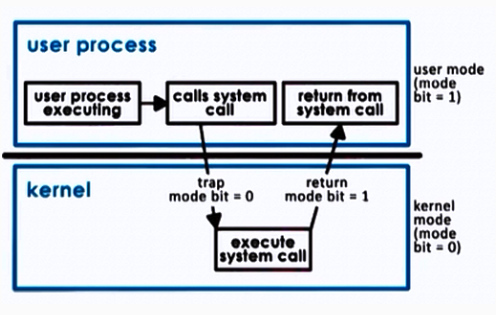 user process
user process
executing
calls system
call
return from
system call
user mode
(mode
bit = 1)
trap
mode bit = 0
return
mode bit = 1
kernel
execute
system call
kernel
mode
(mode
bit = 0)